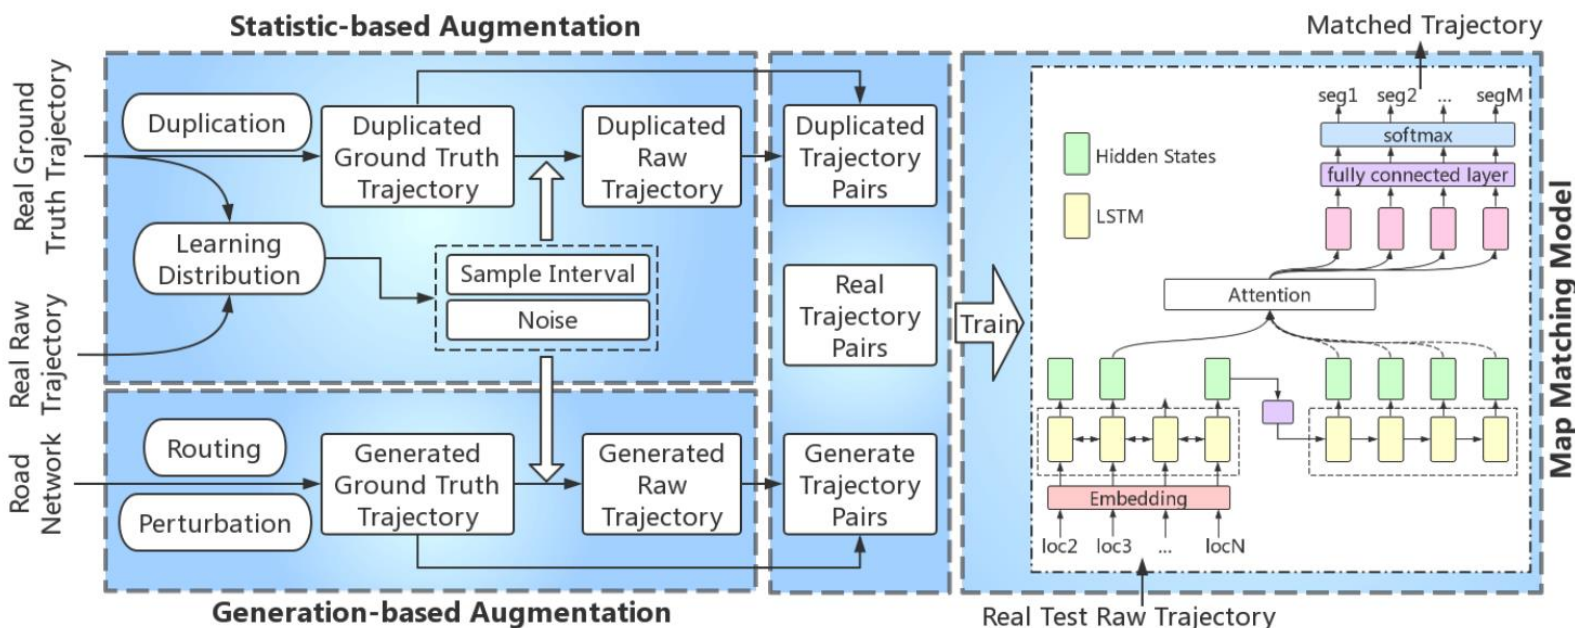 Statistic-based Augmentation
Real Ground
Truth Trajectory
Real Raw
Trajectory
Road
Network
Duplication
Learning
Distribution
Duplicated
Ground Truth
Trajectory
Duplicated
Raw
Trajectory
Sample Interval
Noise
Routing
Perturbation
Generated
Ground Truth
Trajectory
Generated
Raw
Trajectory
Generation-based Augmentation
Duplicated
Trajectory
Pairs
Real
Trajectory
Pairs
Generate
Trajectory
Pairs
Train
Matched Trajectory
seg1 seg2 ... segM
softmax
fully connected layer
Hidden States
LSTM
Attention
Embedding
loc2 loc3 ... locN
Real Test Raw Trajectory
Map Matching Model